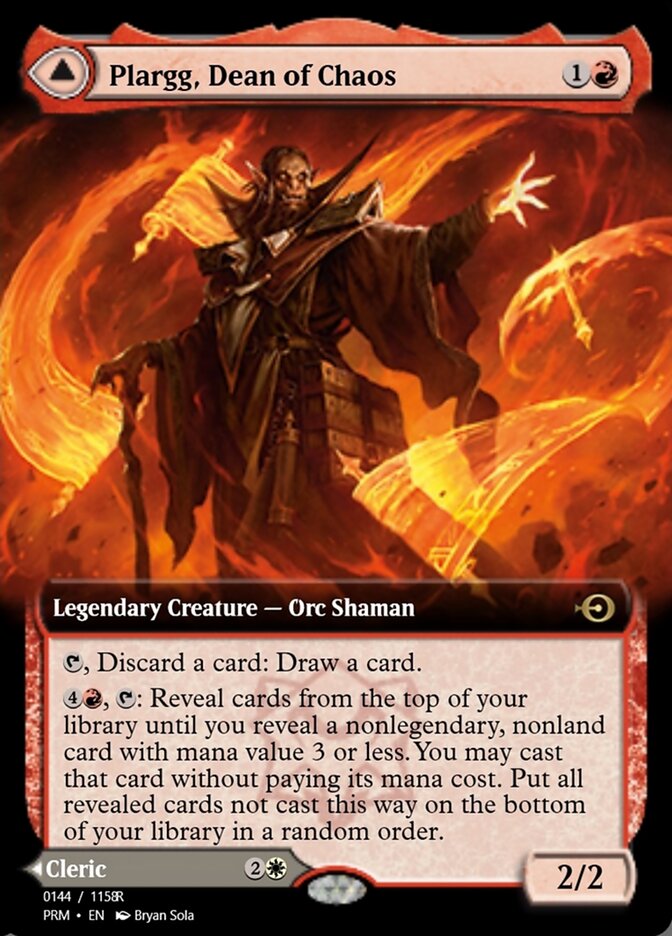 Plargg, Dean of Chaos 1
Legendary Creature — Orc Shaman
, Discard a card: Draw a card.
4 , : Reveal cards from the top of your
library until you reveal a nonlegendary, nonland
card with mana value 3 or less. You may cast
that card without paying its mana cost. Put all
revealed cards not cast this way on the bottom
of your library in a random order.
Cleric 2
2/2
0144 / 1158R
PRM • EN Bryan Sola